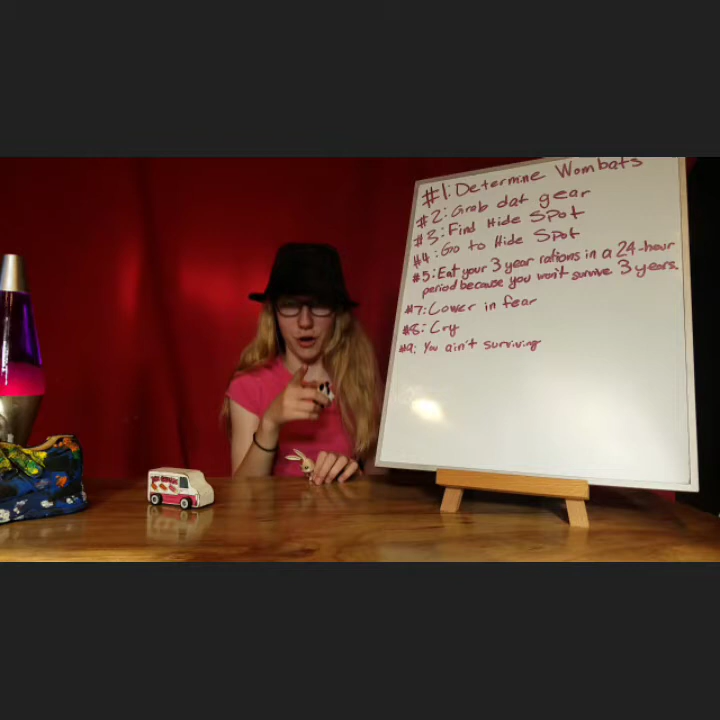 #1: Determine Wombats
#2: Grab dat gear
#3: Find Hide Spot
#4: Go to Hide Spot
#5: Eat your 3 year rations in a 24-hour
period because you won't survive 3 years.
#7: Cower in fear
#8: Cry
#9: You ain't surviving